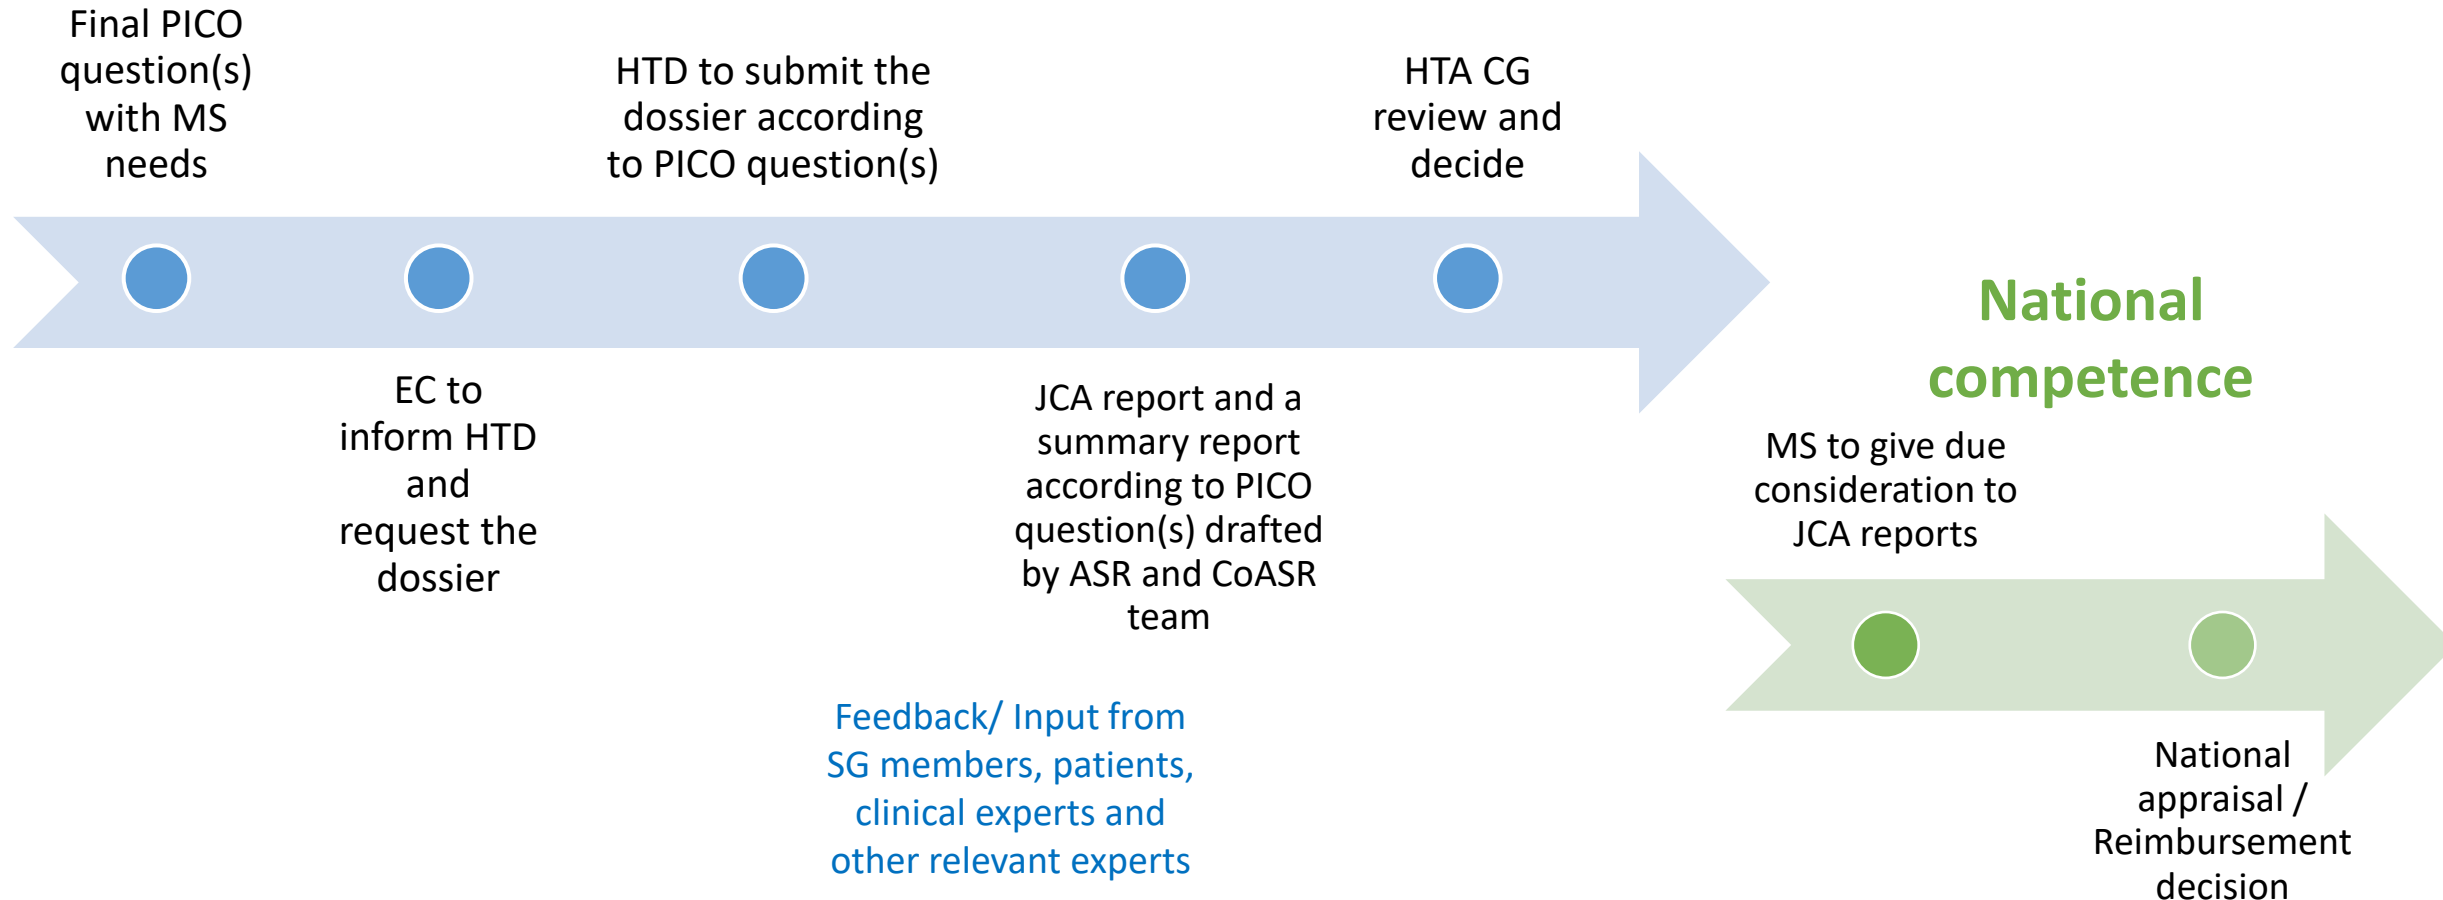 Final PICO
question(s)
with MS
needs
EC to
inform HTD
and
request the
dossier
HTD to submit the
dossier according
to PICO question(s)
JCA report and a
summary report
according to PICO
question(s) drafted
by ASR and CoASR
team
Feedback/ Input from
SG members, patients,
clinical experts and
other relevant experts
HTA CG
review and
decide
National
competence
MS to give due
consideration to
JCA reports
National
appraisal /
Reimbursement
decision